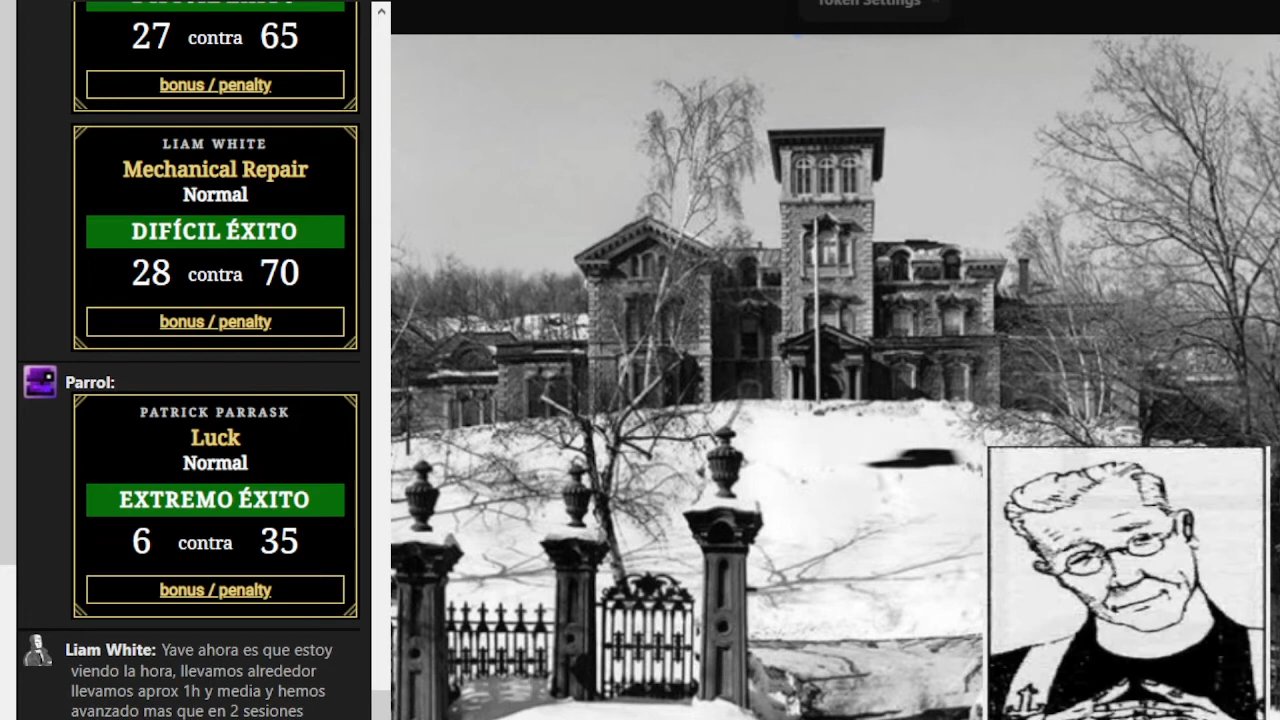 Token Settings
27 contra 65
bonus / penalty
LIAM WHITE
Mechanical Repair
Normal
DIFÍCIL ÉXITO
28 contra 70
bonus / penalty
Parrol:
PATRICK PARRASK
Luck
Normal
EXTREMO ÉXITO
6 contra 35
bonus / penalty
Liam White: Yave ahora es que estoy
viendo la hora, llevamos alrededor
llevamos aprox 1h y media y hemos
avanzado mas que en 2 sesiones